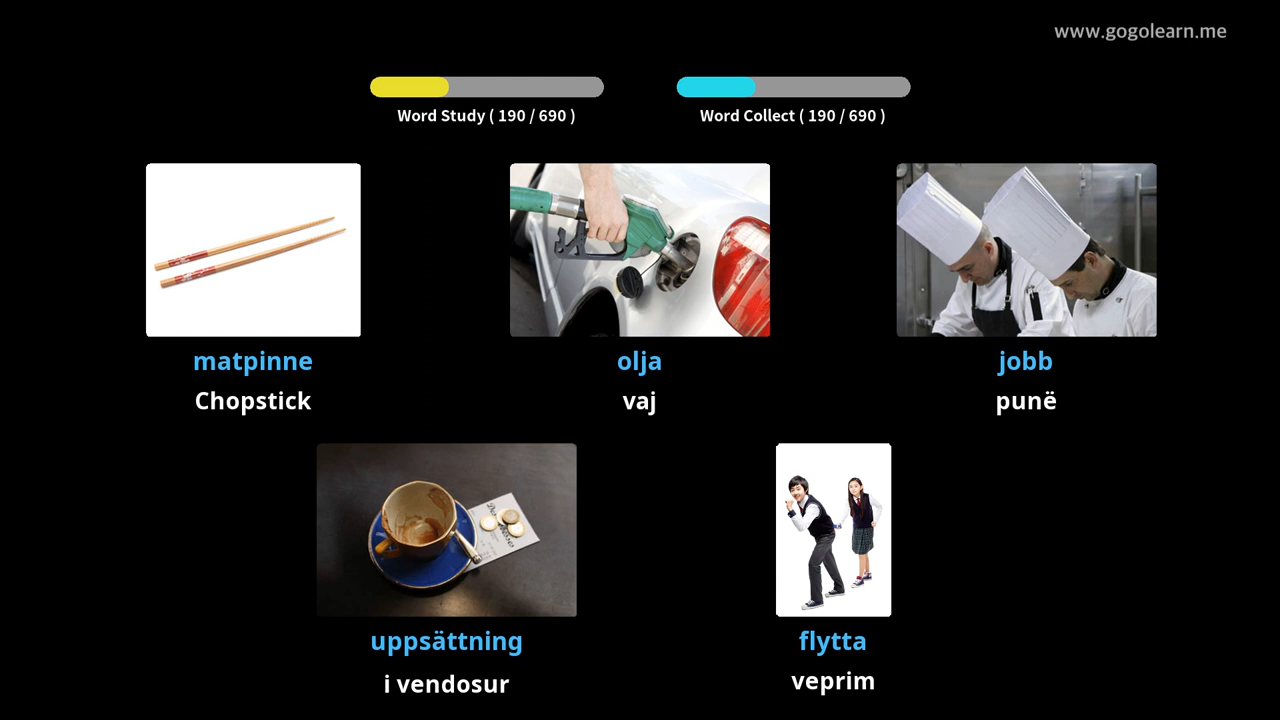 www.gogolearn.me
Word Study ( 190 / 690 )
Word Collect ( 190 / 690 )
matpinne
olja
jobb
Chopstick
vaj
punë
uppsättning
flytta
i vendosur
veprim